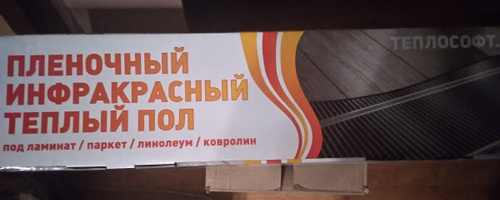 ТЕПЛОСОФТ
ПЛЕНОЧНЫЙ
ИНФРАКРАСНЫЙ
ТЕПЛЫЙ ПОЛ
под ламинат / паркет / линолеум / ковролин